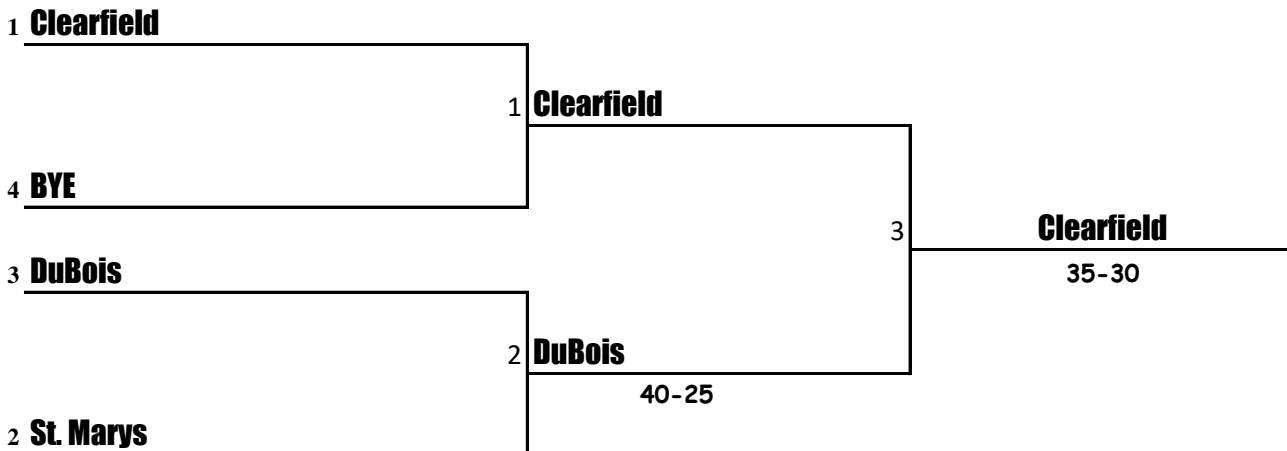 1 Clearfield
1 Clearfield
4 BYE
3 Clearfield
35-30
3 DuBois
2 DuBois
40-25
2 St. Marys